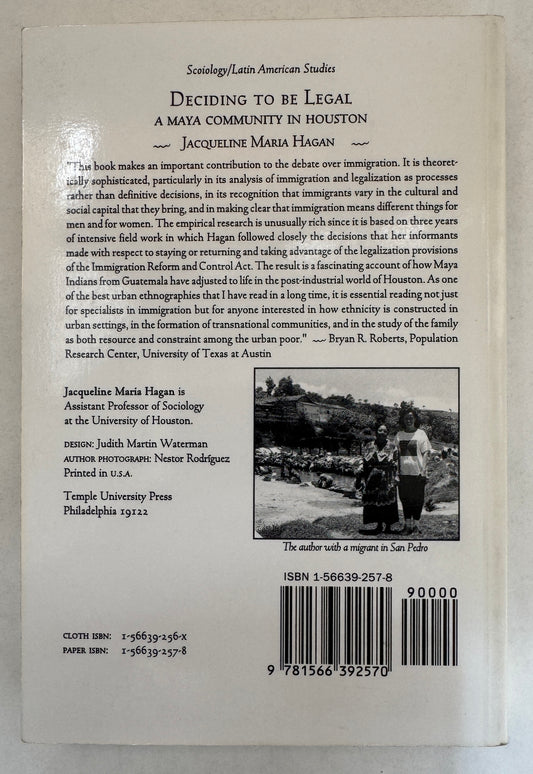 Scoiology/Latin American Studies
Deciding to be Legal
A MAYA COMMUNITY IN HOUSTON
Jacqueline Maria Hagan
"This book makes an important contribution to the debate over immigration. It is theoret-
ically sophisticated, particularly in its analysis of immigration and legalization as processes
rather than definitive decisions, in its recognition that immigrants vary in the cultural and
social capital that they bring, and in making clear that immigration means different things for
men and for women. The empirical research is unusually rich since it is based on three years
of intensive field work in which Hagan followed closely the decisions that her informants
made with respect to staying or returning and taking advantage of the legalization provisions
of the Immigration Reform and Control Act. The result is a fascinating account of how Maya
Indians from Guatemala have adjusted to life in the post-industrial world of Houston. As one
of the best urban ethnographies that I have read in a long time, it is essential reading not just
for specialists in immigration but for anyone interested in how ethnicity is constructed in
urban settings, in the formation of transnational communities, and in the study of the family
as both resource and constraint among the urban poor." ~ Bryan R. Roberts, Population
Research Center, University of Texas at Austin
Jacqueline Maria Hagan is
Assistant Professor of Sociology
at the University of Houston.
DESIGN: Judith Martin Waterman
AUTHOR PHOTOGRAPH: Nestor Rodríguez
Printed in U.S.A.
Temple University Press
Philadelphia 19122
The author with a migrant in San Pedro
ISBN 1-56639-257-8
90000
CLOTH ISBN: 1-56639-256-x
PAPER ISBN: 1-56639-257-8
9 781566 392570